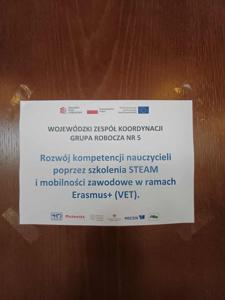 WOJEWÓDZKI ZESPÓŁ KOORDYNACJI
GRUPA ROBOCZA NR 5
Rozwój kompetencji nauczycieli
poprzez szkolenia STEAM
i mobilności zawodowe w ramach
Erasmus+ (VET).